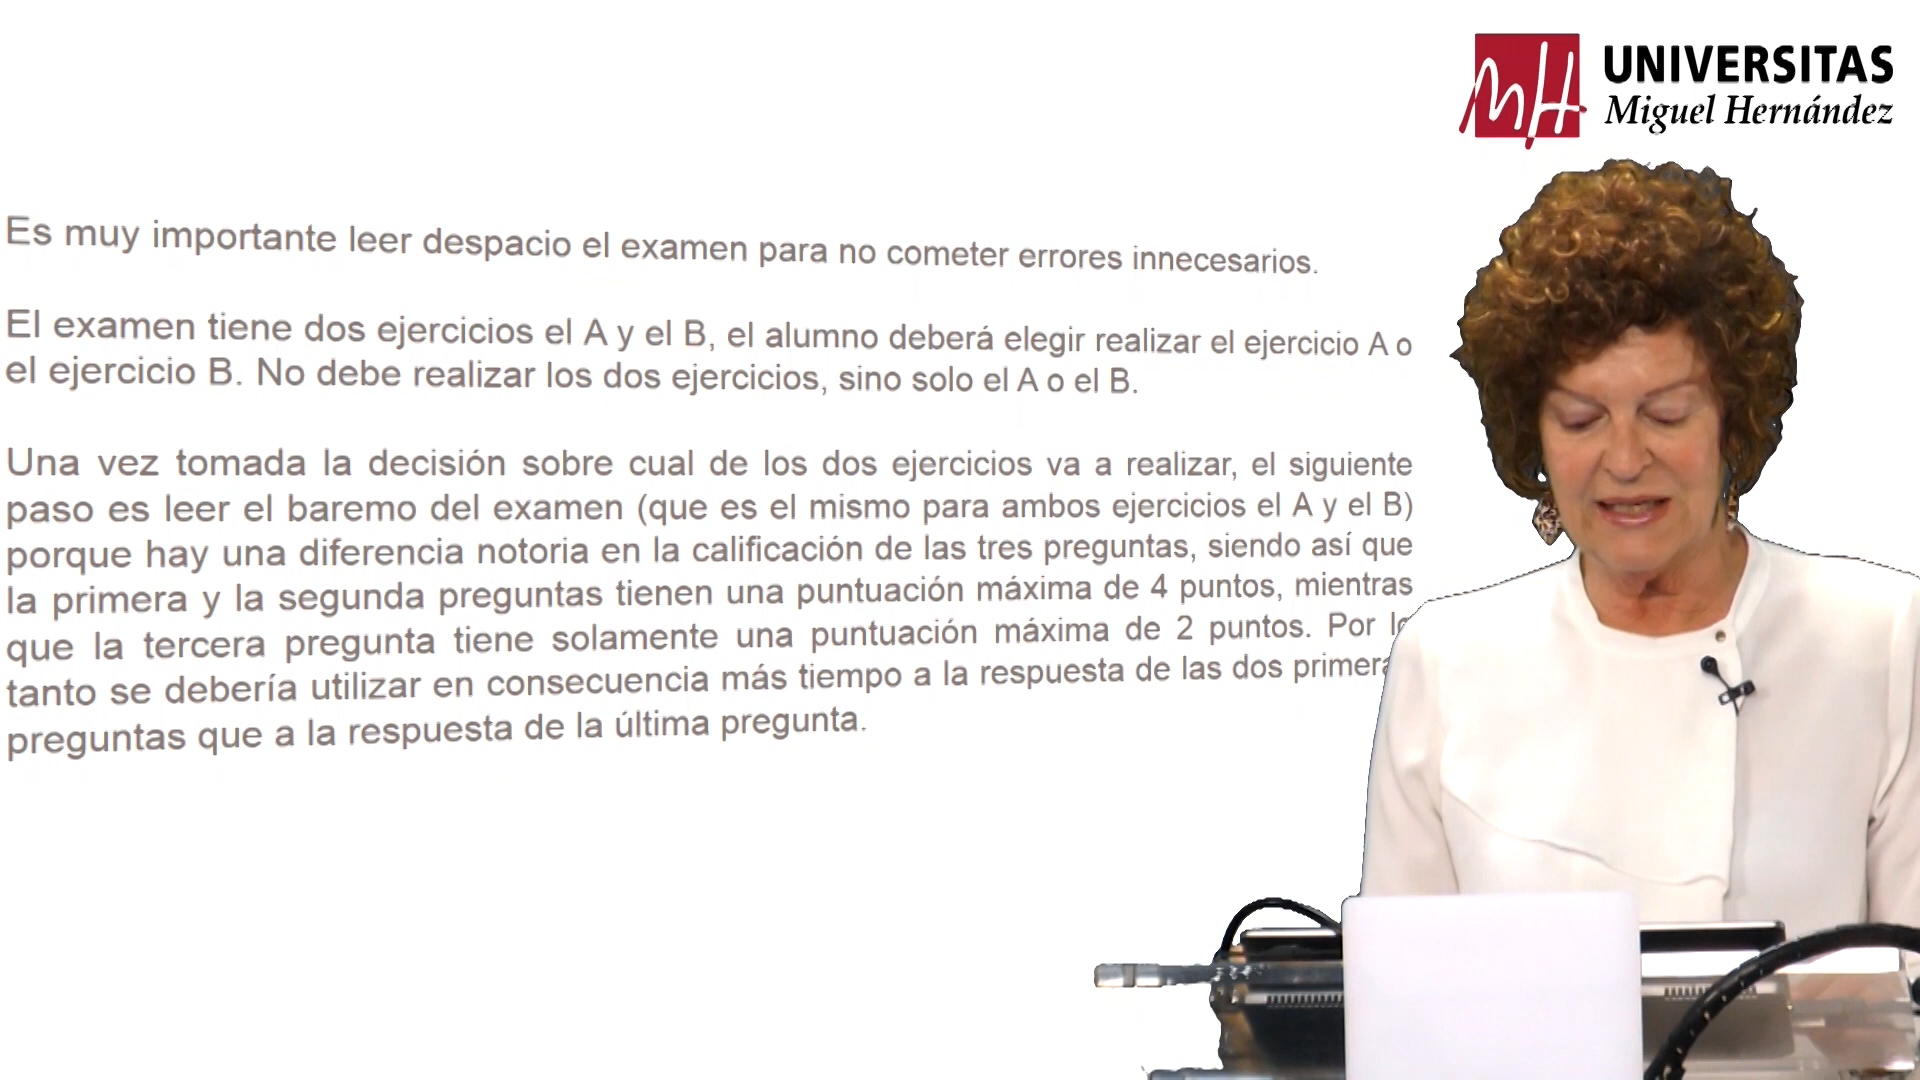 UNIVERSITAS
Miguel Hernández
Es muy importante leer despacio el examen para no cometer errores innecesarios.
El examen tiene dos ejercicios el A y el B, el alumno deberá elegir realizar el ejercicio A o
el ejercicio B. No debe realizar los dos ejercicios, sino solo el A o el B.
Una vez tomada la decisión sobre cual de los dos ejercicios va a realizar, el siguiente
paso es leer el baremo del examen (que es el mismo para ambos ejercicios el A y el B)
porque hay una diferencia notoria en la calificación de las tres preguntas, siendo así que
la primera y la segunda preguntas tienen una puntuación máxima de 4 puntos, mientras
que la tercera pregunta tiene solamente una puntuación máxima de 2 puntos. Por lo
tanto se debería utilizar en consecuencia más tiempo a la respuesta de las dos primeras
preguntas que a la respuesta de la última pregunta.